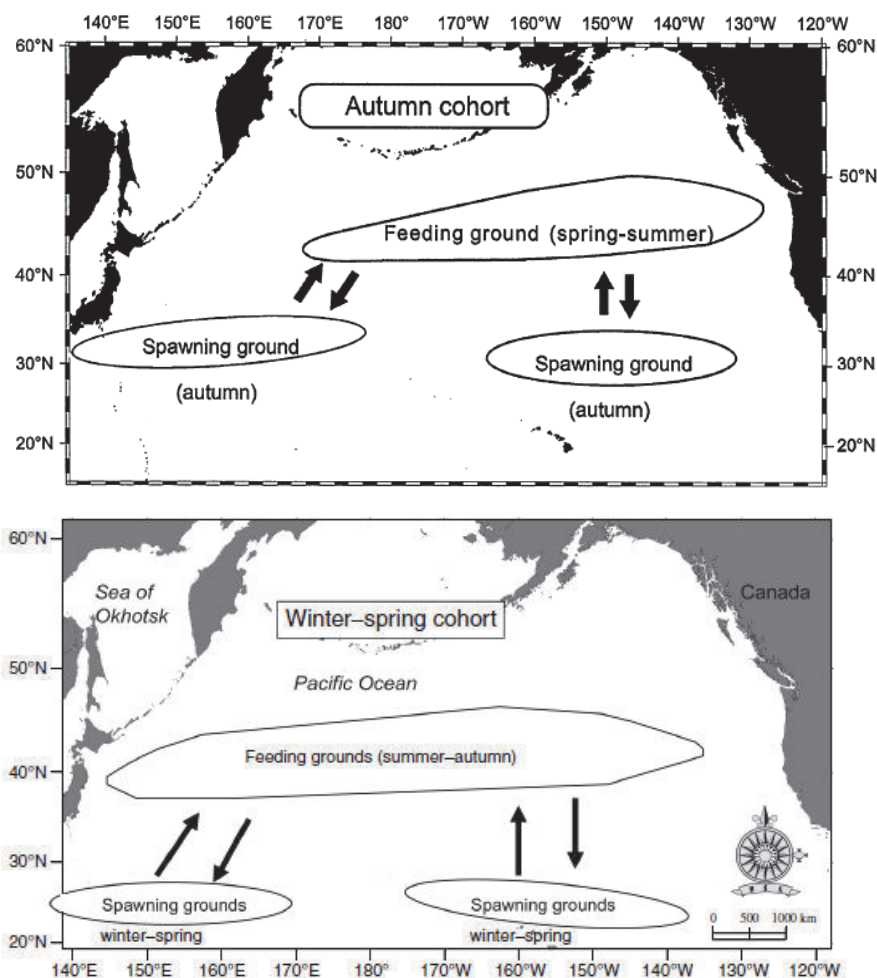 140°E 150°E 160°E 170°E 180° 170°W 160°W 150°W 140°W 130°W 120°W
60°N 60°N
Autumn cohort
50°N 50°N
Feeding ground (spring-summer)
40°N 40°N
Spawning ground
Spawning ground
30°N 30°N
(autumn)
(autumn)
20°N 20°N
60°N
Sea of
Okhotsk
Canada
Winter–spring cohort
50°N
Pacific Ocean
Feeding grounds (summer–autumn)
40°N
30°N
Spawning grounds Spawning grounds
0 500 1000 km
winter–spring winter–spring
20°N
140°E 150°E 160°E 170°E 180° 170°W 160°W 150°W 140°W 130°W 120°W